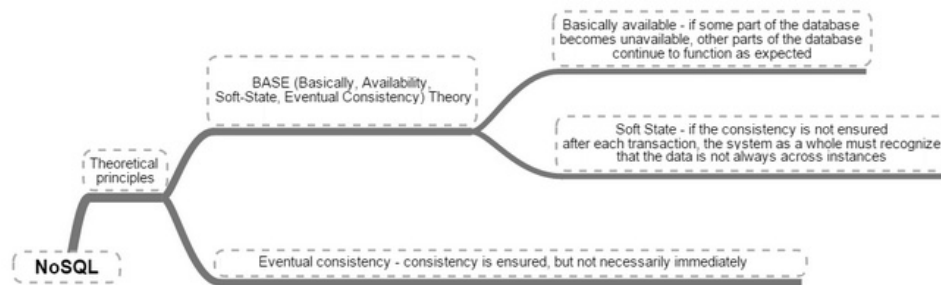 Basically available - if some part of the database
becomes unavailable, other parts of the database
continue to function as expected
BASE (Basically, Availability,
Soft-State, Eventual Consistency) Theory
Soft State - if the consistency is not ensured
after each transaction, the system as a whole must recognize
that the data is not always across instances
Theoretical
principles
NoSQL
Eventual consistency - consistency is ensured, but not necessarily immediately